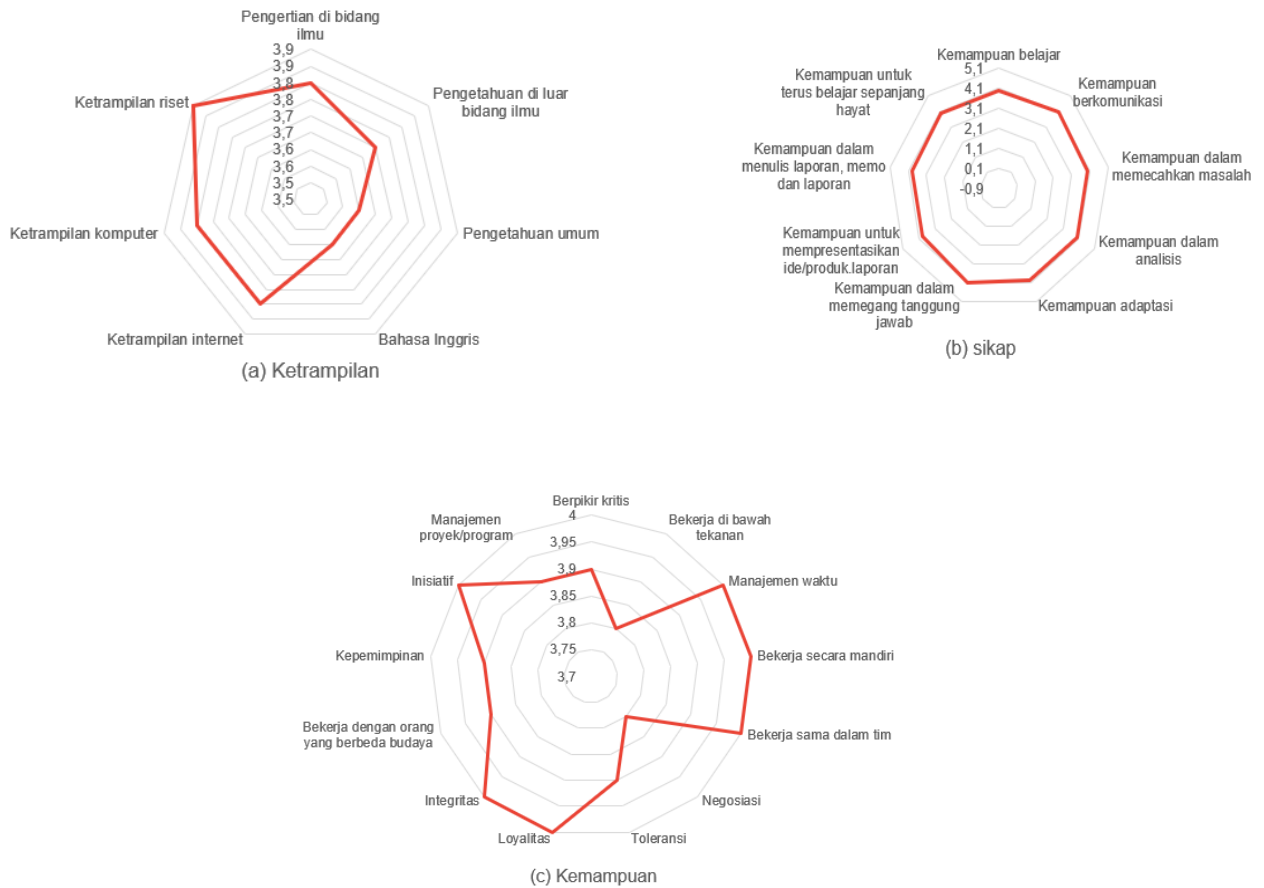 Pengertian di bidang
ilmu
3,9
3,9
3,8
3,8
3,7
3,7
3,6
3,6
3,5
3,5
Pengetahuan di luar
bidang ilmu
Pengetahuan umum
Bahasa Inggris
Ketrampilan internet
Ketrampilan komputer
Ketrampilan riset
(a) Ketrampilan
Kemampuan belajar
5,1
4,1
3,1
2,1
1,1
0,1
-0,9
Kemampuan
berkomunikasi
Kemampuan dalam
memecahkan masalah
Kemampuan dalam
analisis
Kemampuan adaptasi
Kemampuan dalam
memegang tanggung
jawab
Kemampuan untuk
mempresentasikan
ide/produk.laporan
Kemampuan dalam
menulis laporan, memo
dan laporan
Kemampuan untuk
terus belajar sepanjang
hayat
(b) sikap
Berpikir kritis
4
3,95
3,9
3,85
3,8
3,75
3,7
Bekerja di bawah
tekanan
Manajemen waktu
Bekerja secara mandiri
Bekerja sama dalam tim
Negosiasi
Toleransi
Loyalitas
Integritas
Bekerja dengan orang
yang berbeda budaya
Kepemimpinan
Inisiatif
Manajemen
proyek/program
(c) Kemampuan